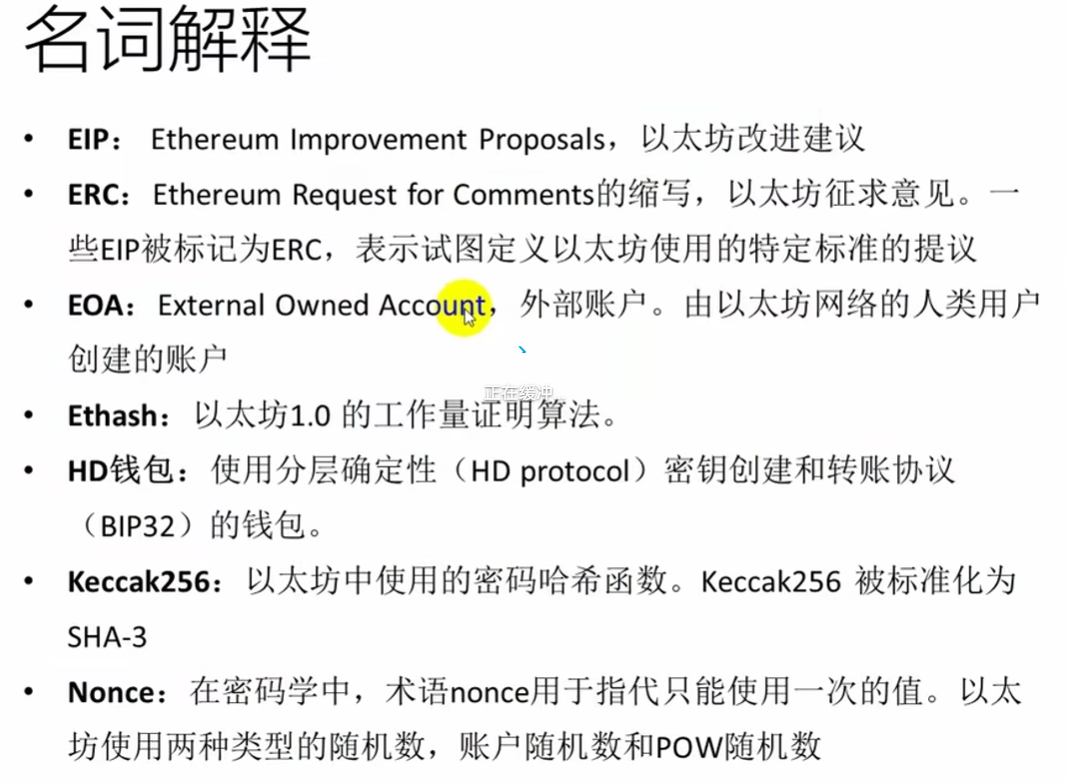 名词解释
• EIP： Ethereum Improvement Proposals，以太坊改进建议
• ERC：Ethereum Request for Comments的缩写，以太坊征求意见。一
些EIP被标记为ERC，表示试图定义以太坊使用的特定标准的提议
• EOA：External Owned Account，外部账户。由以太坊网络的人类用户
创建的账户
正在缓冲...
• Ethash：以太坊1.0 的工作量证明算法。
• HD钱包：使用分层确定性（HD protocol）密钥创建和转账协议
（BIP32）的钱包。
• Keccak256：以太坊中使用的密码哈希函数。Keccak256 被标准化为
SHA-3
• Nonce：在密码学中，术语nonce用于指代只能使用一次的值。以太
坊使用两种类型的随机数，账户随机数和POW随机数